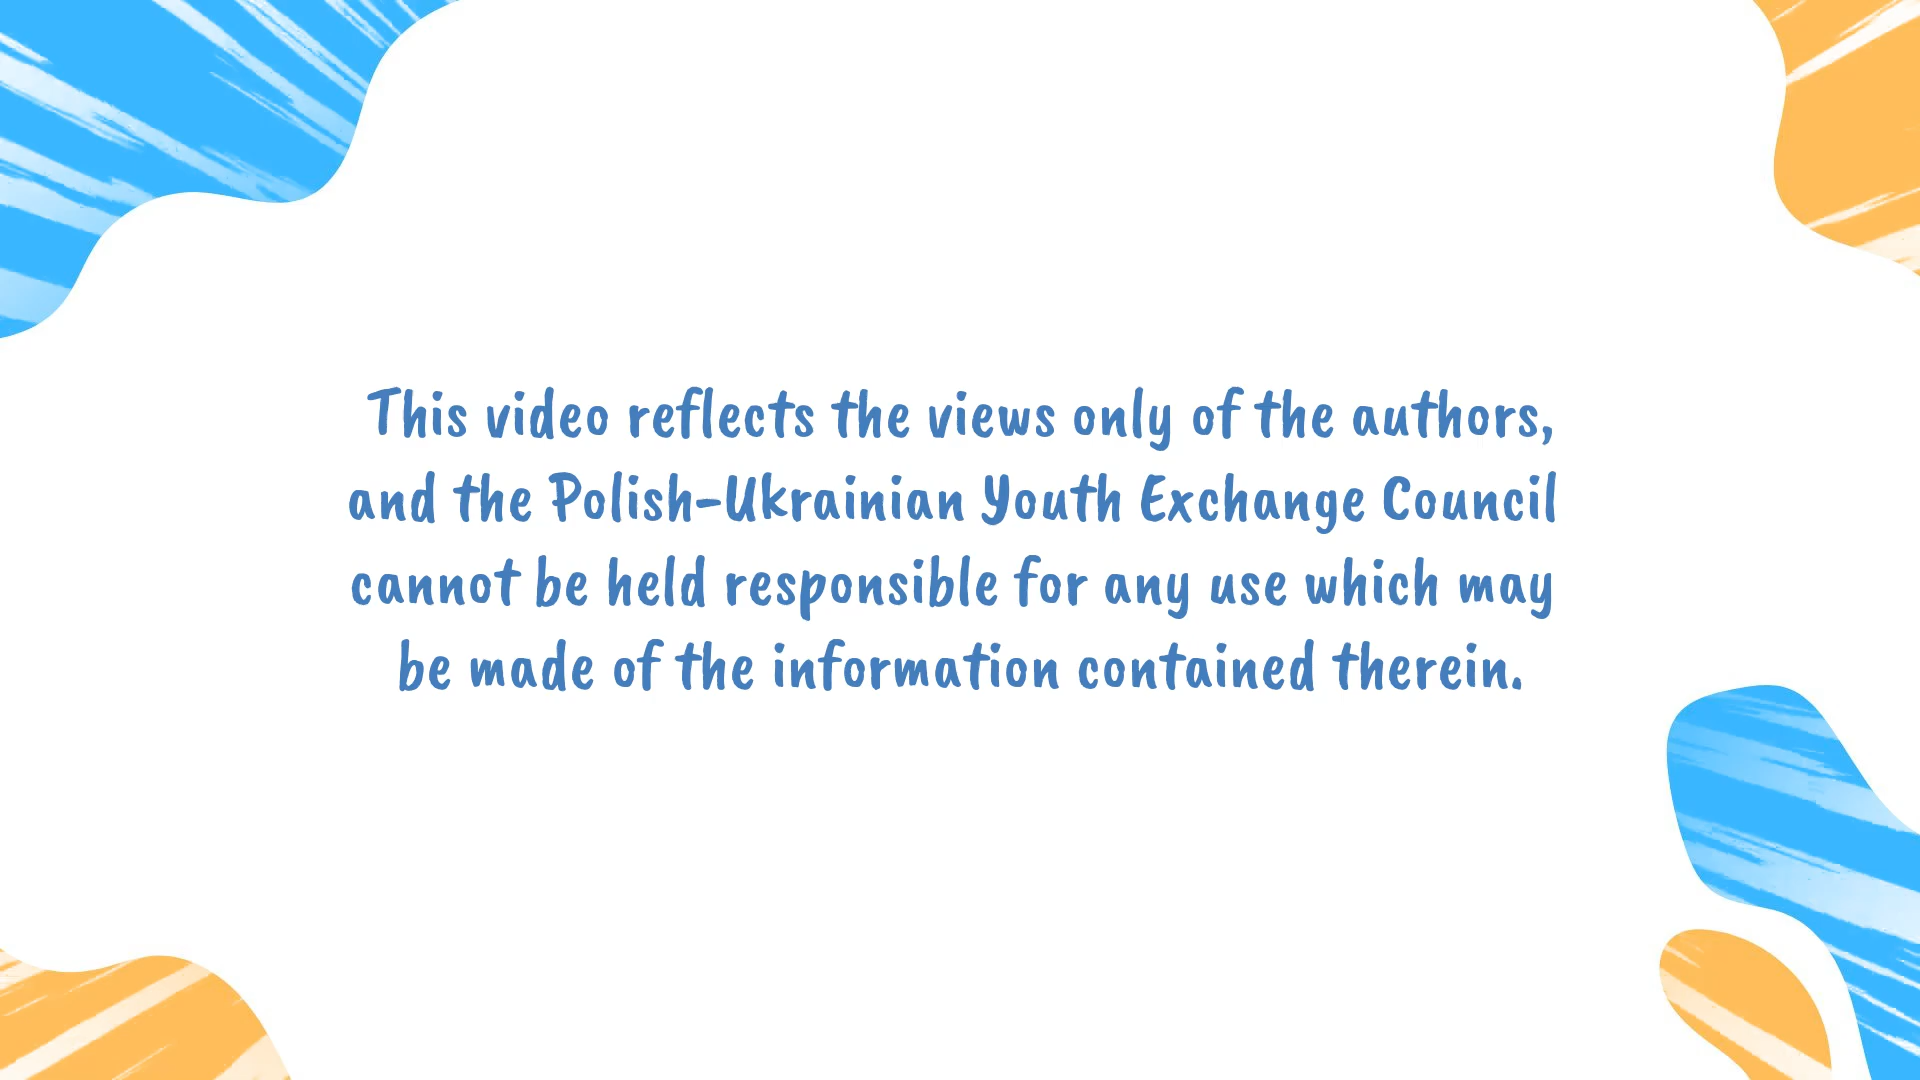 This video reflects the views only of the authors,
and the Polish-Ukrainian Youth Exchange Council
cannot be held responsible for any use which may
be made of the information contained therein.